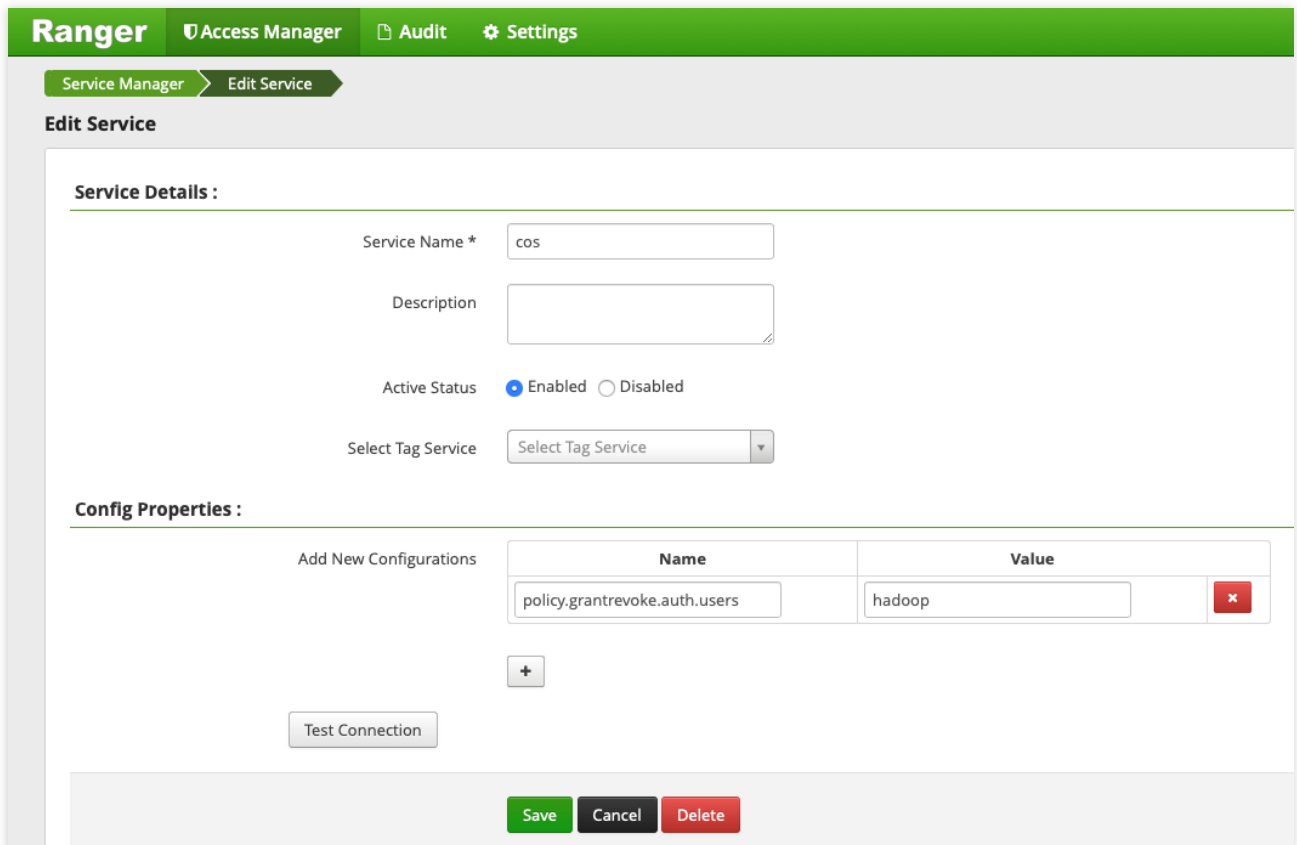 Ranger Access Manager Audit Settings
Service Manager Edit Service
Edit Service
Service Details :
Service Name * cos
Description
Active Status Enabled Disabled
Select Tag Service Select Tag Service
Config Properties :
Add New Configurations Name Value
policy.grantrevoke.auth.users hadoop x
+
Test Connection
Save Cancel Delete